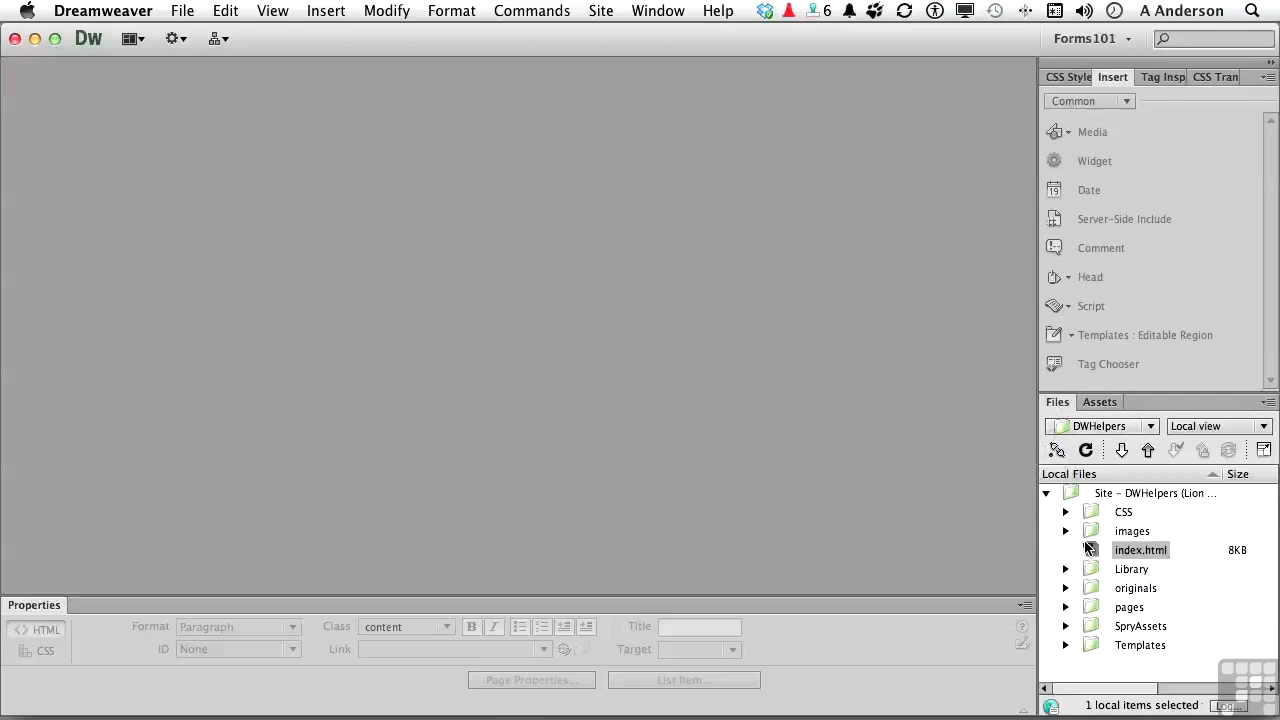 Dreamweaver File Edit View Insert Modify Format Commands Site Window Help 6 A Anderson
Dw Forms101
CSS Style Insert Tag Insp CSS Tran
Common
Media
Widget
19 Date
Server-Side Include
Comment
Head
Script
Templates : Editable Region
Tag Chooser
Files Assets
DWHelpers Local view
Local Files Size
Site - DWHelpers (Lion ...
CSS
images
index.html 8KB
Library
originals
pages
SpryAssets
Templates
1 local items selected Log...
Properties
HTML Format Paragraph Class content B I Title
CSS ID None Link Target
Page Properties... List Item...